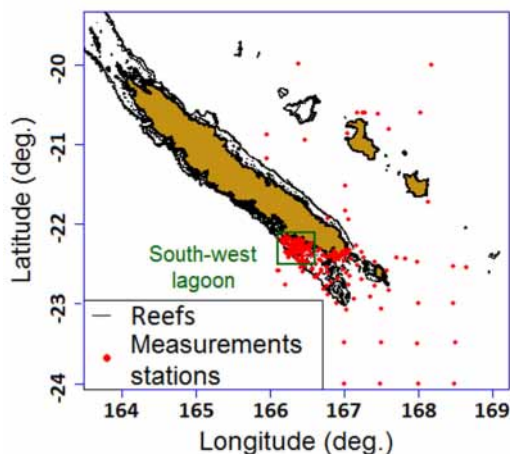 Latitude (deg.)
-20
-21
-22
-23
-24
South-west
lagoon
Reefs
Measurements
stations
164 165 166 167 168 169
Longitude (deg.)